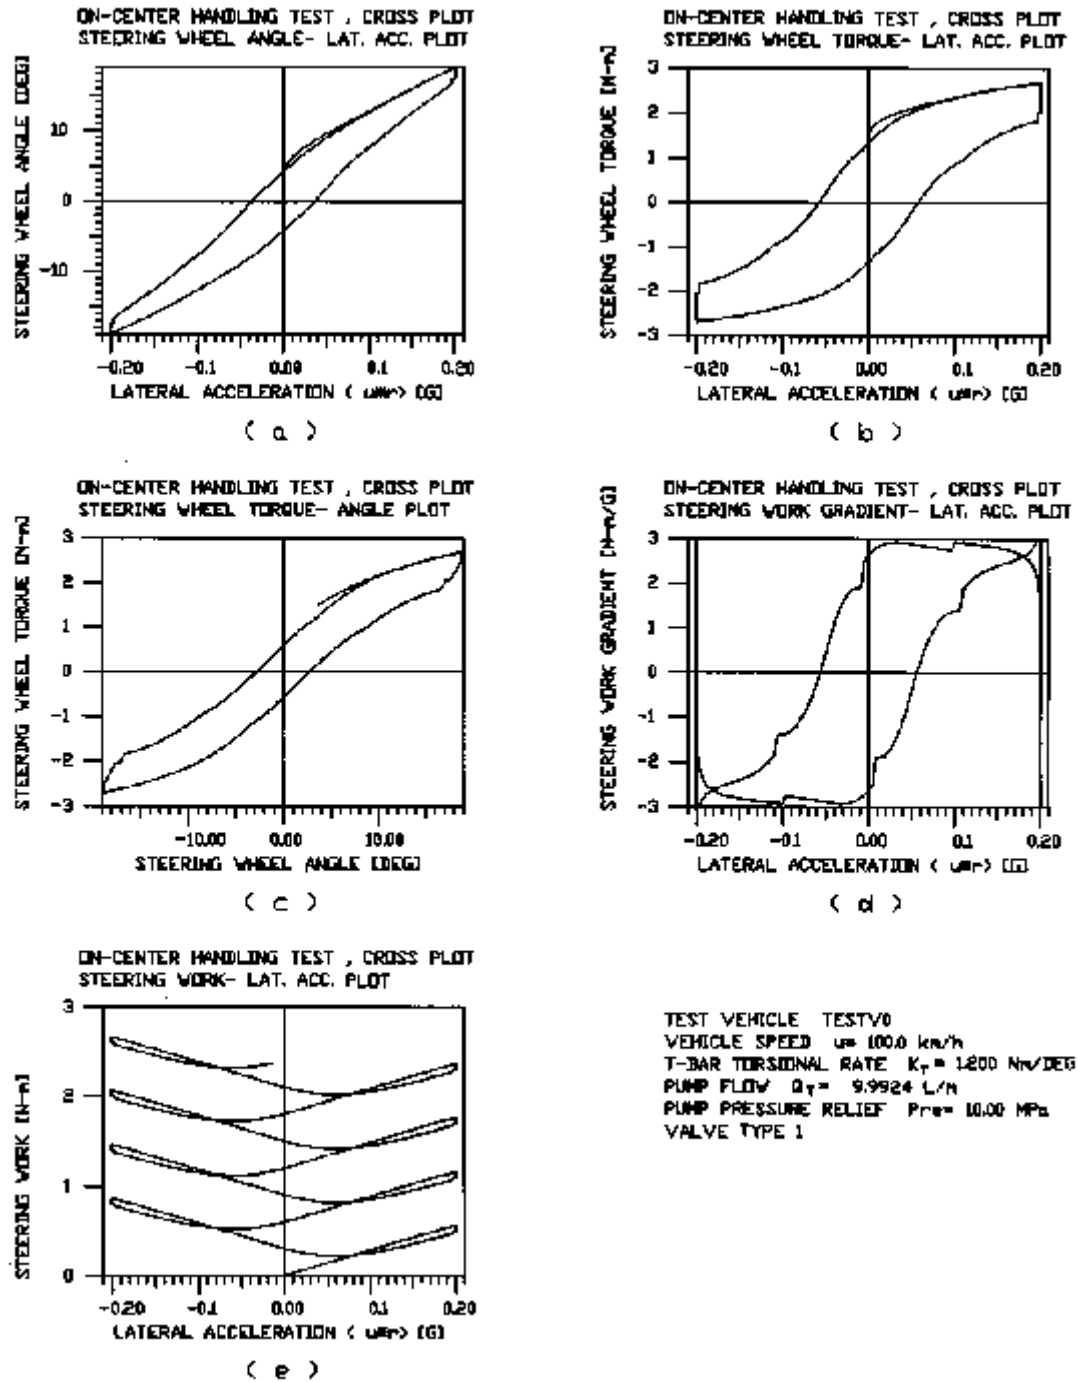 ON-CENTER HANDLING TEST , CROSS PLOT
STEERING WHEEL ANGLE- LAT. ACC. PLOT
STEERING WHEEL ANGLE [DEG]
10
0
-10
-0.20 -0.1 0.00 0.1 0.20
LATERAL ACCELERATION ( u*r) [G]
( a )
ON-CENTER HANDLING TEST , CROSS PLOT
STEERING WHEEL TORQUE- LAT. ACC. PLOT
STEERING WHEEL TORQUE [N-m]
3
2
1
0
-1
-2
-3
-0.20 -0.1 0.00 0.1 0.20
LATERAL ACCELERATION ( u*r) [G]
( b )
ON-CENTER HANDLING TEST , CROSS PLOT
STEERING WHEEL TORQUE- ANGLE PLOT
STEERING WHEEL TORQUE [N-m]
3
2
1
0
-1
-2
-3
-10.00 0.00 10.00
STEERING WHEEL ANGLE [DEG]
( c )
ON-CENTER HANDLING TEST , CROSS PLOT
STEERING WORK GRADIENT- LAT. ACC. PLOT
STEERING WORK GRADIENT [N-m/G]
3
2
1
0
-1
-2
-3
-0.20 -0.1 0.00 0.1 0.20
LATERAL ACCELERATION ( u*r) [G]
( d )
ON-CENTER HANDLING TEST , CROSS PLOT
STEERING WORK- LAT. ACC. PLOT
STEERING WORK [N-m]
3
2
1
0
-0.20 -0.1 0.00 0.1 0.20
LATERAL ACCELERATION ( u*r) [G]
( e )
TEST VEHICLE TESTV0
VEHICLE SPEED u= 100.0 km/h
T-BAR TORSIONAL RATE K_T = 1.200 Nm/DEG
PUMP FLOW Q_T = 9.9924 L/M
PUMP PRESSURE RELIEF Pre= 10.00 MPa
VALVE TYPE 1